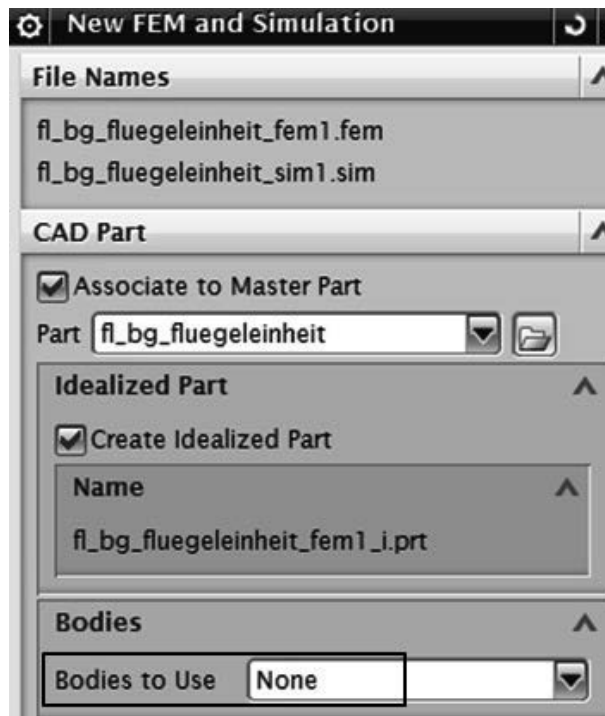 New FEM and Simulation
File Names
fl_bg_fluegeleinheit_fem1.fem
fl_bg_fluegeleinheit_sim1.sim
CAD Part
Associate to Master Part
Part fl_bg_fluegeleinheit
Idealized Part
Create Idealized Part
Name
fl_bg_fluegeleinheit_fem1_i.prt
Bodies
Bodies to Use None